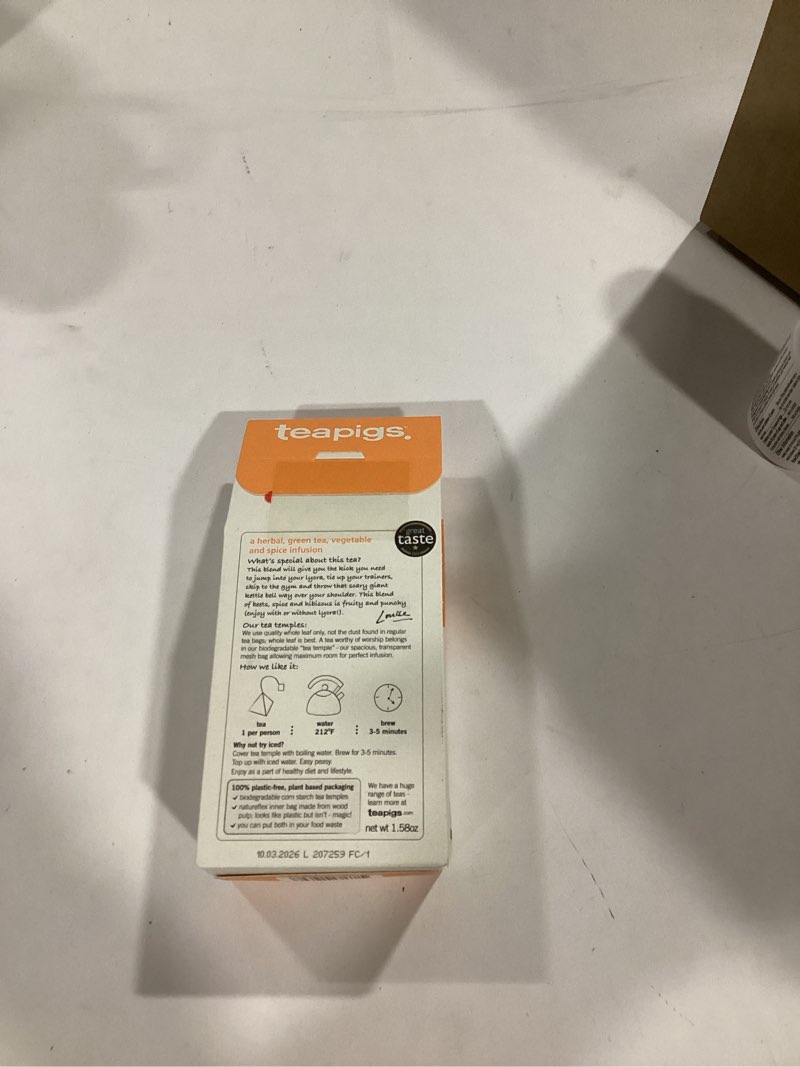 teapigs.
great
taste
a herbal, green tea, vegetable
and spice infusion
What's special about this tea?
This blend will give you the kick you need
to jump into your lycra, tie up your trainers,
skip to the gym and throw that scary giant
kettle bell way over your shoulder. This blend
of beets, spice and hibiscus is fruity and punchy
(enjoy with or without lycra!).
Louise
Our tea temples:
We use quality whole leaf only, not the dust found in regular
tea bags; whole leaf is best. A tea worthy of worship belongs
in our biodegradable "tea temple" - our spacious, transparent
mesh bag allowing maximum room for perfect infusion.
How we like it:
tea
1 per person
water
212°F
brew
3-5 minutes
Why not try iced?
Cover tea temple with boiling water. Brew for 3-5 minutes.
Top up with iced water. Easy peasy.
Enjoy as a part of healthy diet and lifestyle.
100% plastic-free, plant based packaging
✓ biodegradable corn starch tea temples
✓ natureflex inner bag made from wood
pulp; looks like plastic but isn't - magic!
✓ you can put both in your food waste
We have a huge
range of teas -
learn more at
teapigs.com
net wt 1.58oz
10.03.2026 L 207259 FC/1